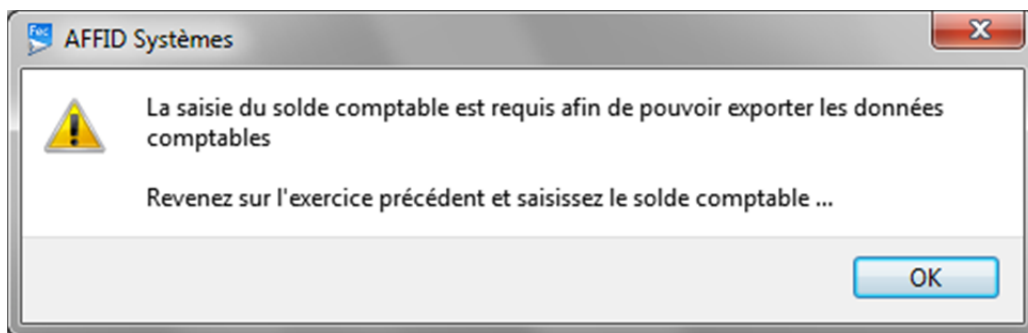 Fec
AFFID Systèmes
La saisie du solde comptable est requis afin de pouvoir exporter les données
comptables
Revenez sur l'exercice précédent et saisissez le solde comptable ...
OK